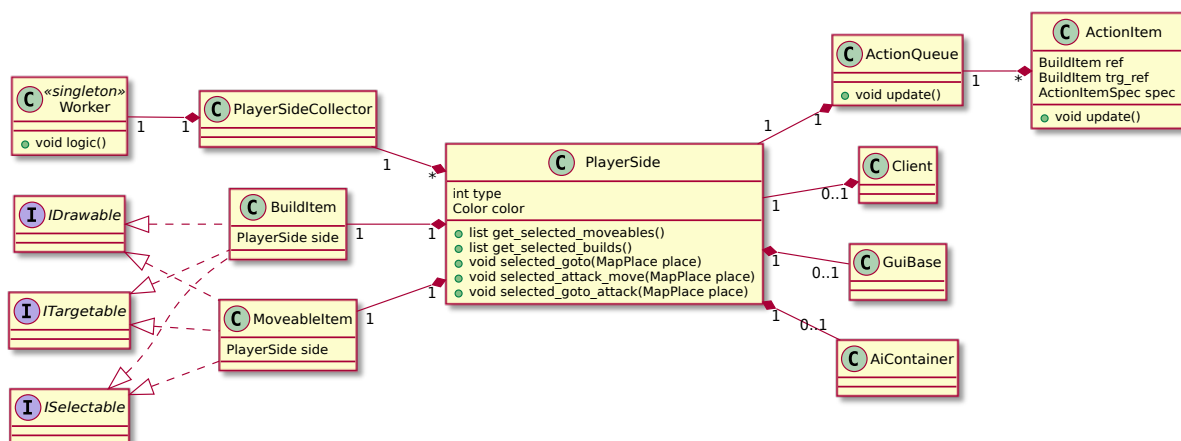 C «singleton»
Worker
void logic()
1
1
C PlayerSideCollector
1
*
I IDrawable
I ITargetable
I ISelectable
C BuildItem
PlayerSide side
1
1
C MoveableItem
PlayerSide side
1
1
C PlayerSide
int type
Color color
list get_selected_moveables()
list get_selected_builds()
void selected_goto(MapPlace place)
void selected_attack_move(MapPlace place)
void selected_goto_attack(MapPlace place)
1
1
C ActionQueue
void update()
1
*
C ActionItem
BuildItem ref
BuildItem trg_ref
ActionItemSpec spec
void update()
1
0..1
C Client
1
0..1
C GuiBase
1
0..1
C AiContainer